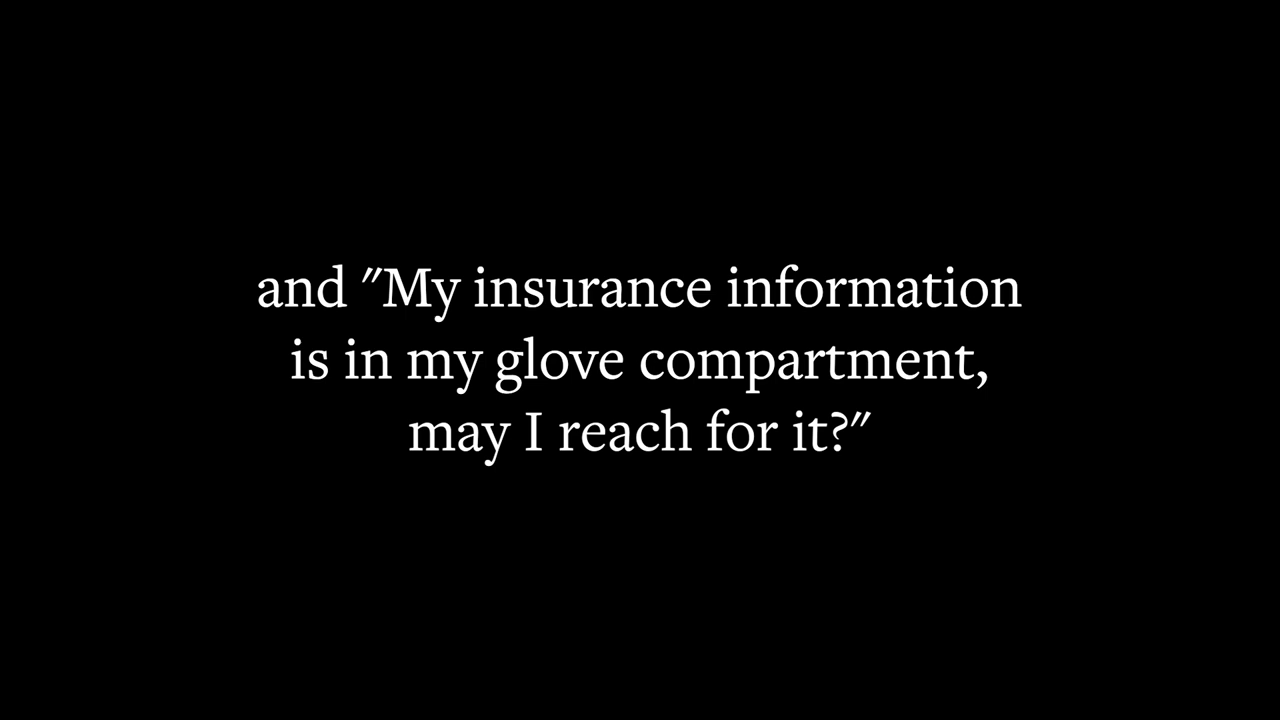 and "My insurance information
is in my glove compartment,
may I reach for it?"